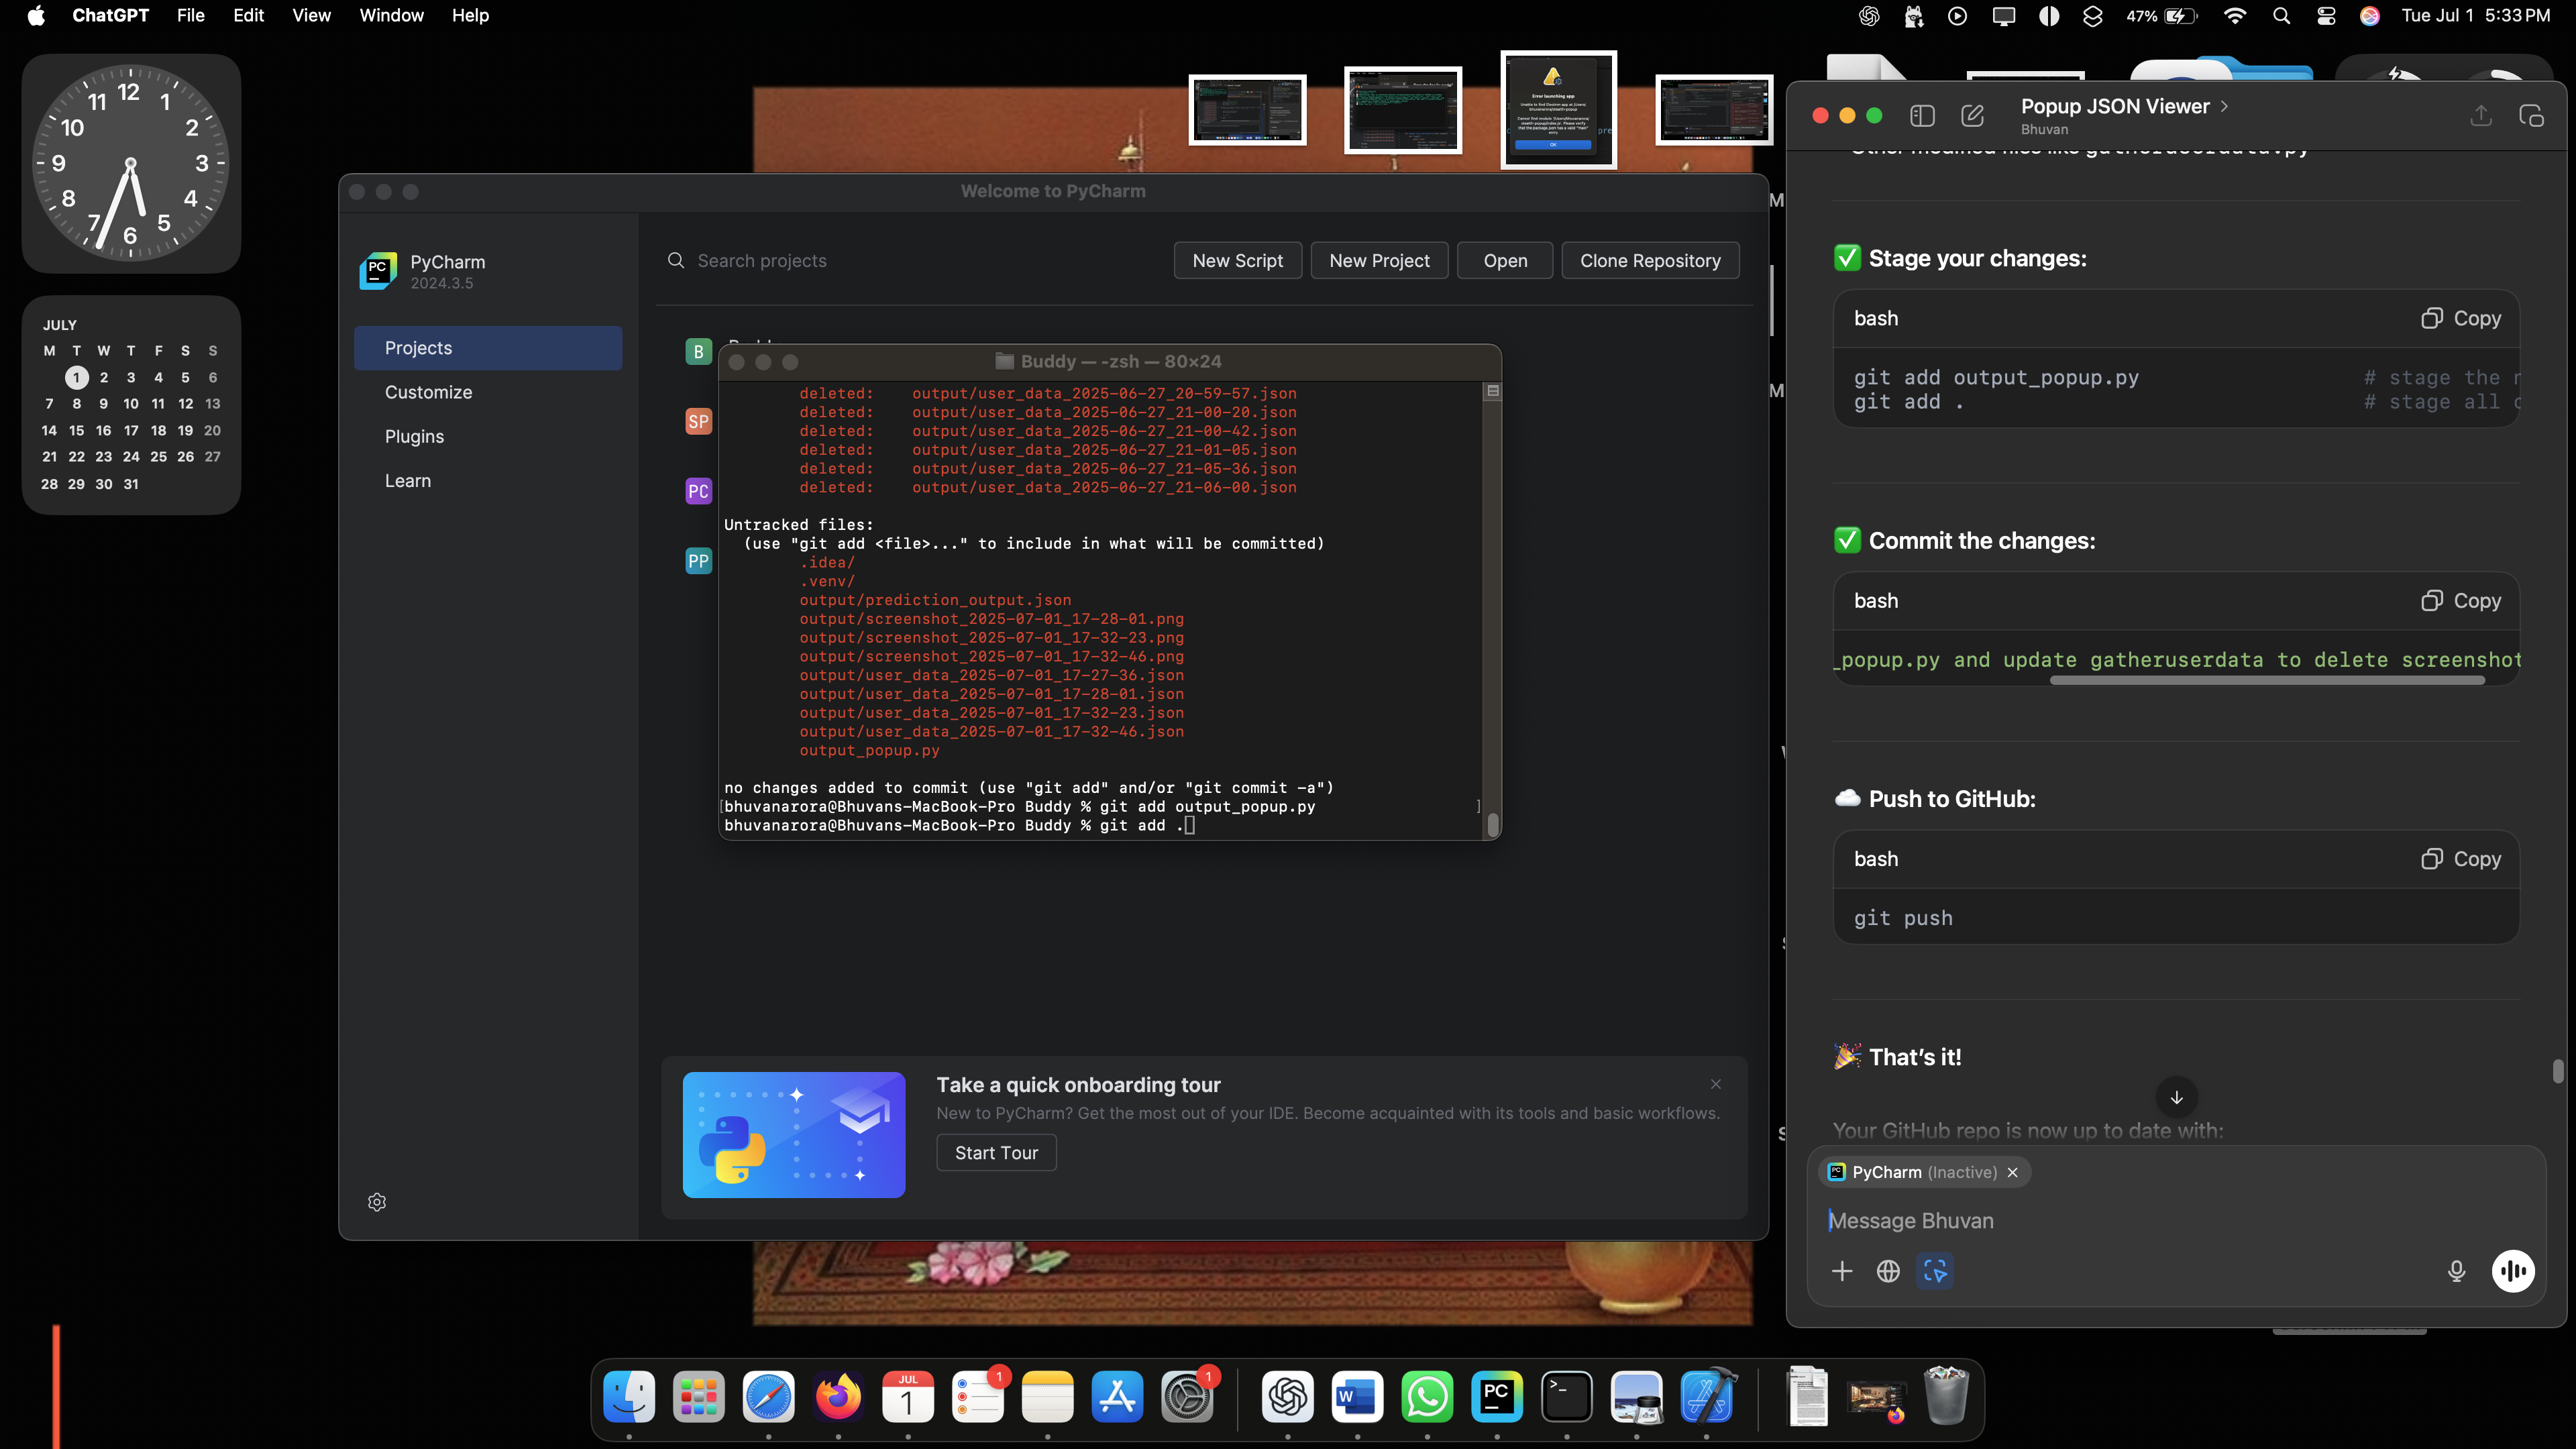 ChatGPT File Edit View Window Help
47% Tue Jul 1 5:33 PM
12
11 1
10 2
9 3
8 4
7 5
6
JULY
M T W T F S S
1 2 3 4 5 6
7 8 9 10 11 12 13
14 15 16 17 18 19 20
21 22 23 24 25 26 27
28 29 30 31
Error launching app
OK
Welcome to PyCharm
PC
PyCharm
2024.3.5
Projects
Customize
Plugins
Learn
Search projects
New Script
New Project
Open
Clone Repository
B
SP
PC
PP
Buddy — -zsh — 80×24
deleted: output/user_data_2025-06-27_20-59-57.json
deleted: output/user_data_2025-06-27_21-00-20.json
deleted: output/user_data_2025-06-27_21-00-42.json
deleted: output/user_data_2025-06-27_21-01-05.json
deleted: output/user_data_2025-06-27_21-05-36.json
deleted: output/user_data_2025-06-27_21-06-00.json
Untracked files:
(use "git add <file>..." to include in what will be committed)
.idea/
.venv/
output/prediction_output.json
output/screenshot_2025-07-01_17-28-01.png
output/screenshot_2025-07-01_17-32-23.png
output/screenshot_2025-07-01_17-32-46.png
output/user_data_2025-07-01_17-27-36.json
output/user_data_2025-07-01_17-28-01.json
output/user_data_2025-07-01_17-32-23.json
output/user_data_2025-07-01_17-32-46.json
output_popup.py
no changes added to commit (use "git add" and/or "git commit -a")
[bhuvanarora@Bhuvans-MacBook-Pro Buddy % git add output_popup.py ]
bhuvanarora@Bhuvans-MacBook-Pro Buddy % git add .
Take a quick onboarding tour
New to PyCharm? Get the most out of your IDE. Become acquainted with its tools and basic workflows.
Start Tour
Popup JSON Viewer >
Bhuvan
Other modified files like gatheruserdata.py
Stage your changes:
bash Copy
git add output_popup.py # stage the
git add . # stage all
Commit the changes:
bash Copy
_popup.py and update gatheruserdata to delete screenshot
Push to GitHub:
bash Copy
git push
That's it!
Your GitHub repo is now up to date with:
PyCharm (Inactive)
Message Bhuvan
JUL
1
1
1
W
PC